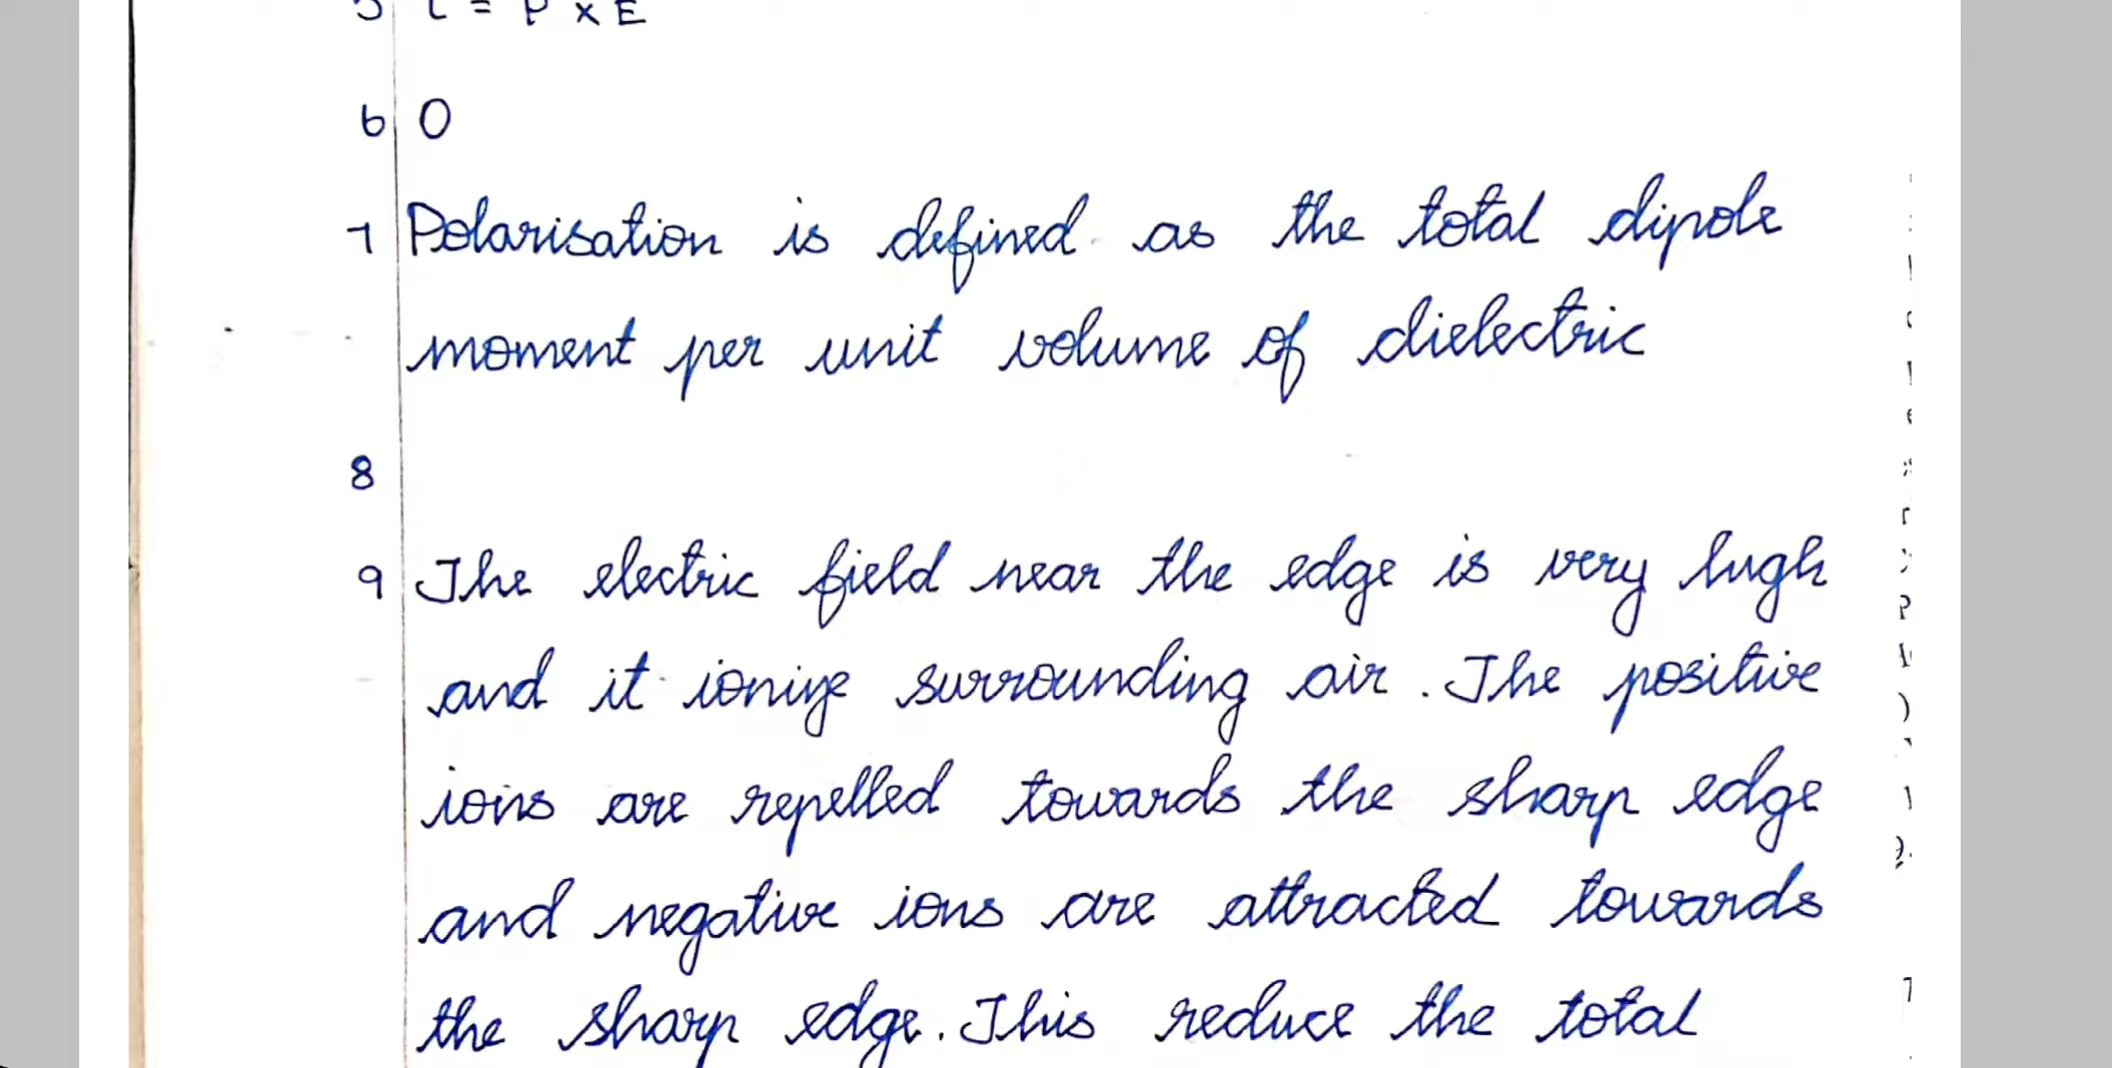 5 τ = P × E
6 0
7 Polarisation is defined as the total dipole
moment per unit volume of dielectric
8
9 The electric field near the edge is very high
and it ionize surrounding air. The positive
ions are repelled towards the sharp edge
and negative ions are attracted towards
the sharp edge. This reduce the total